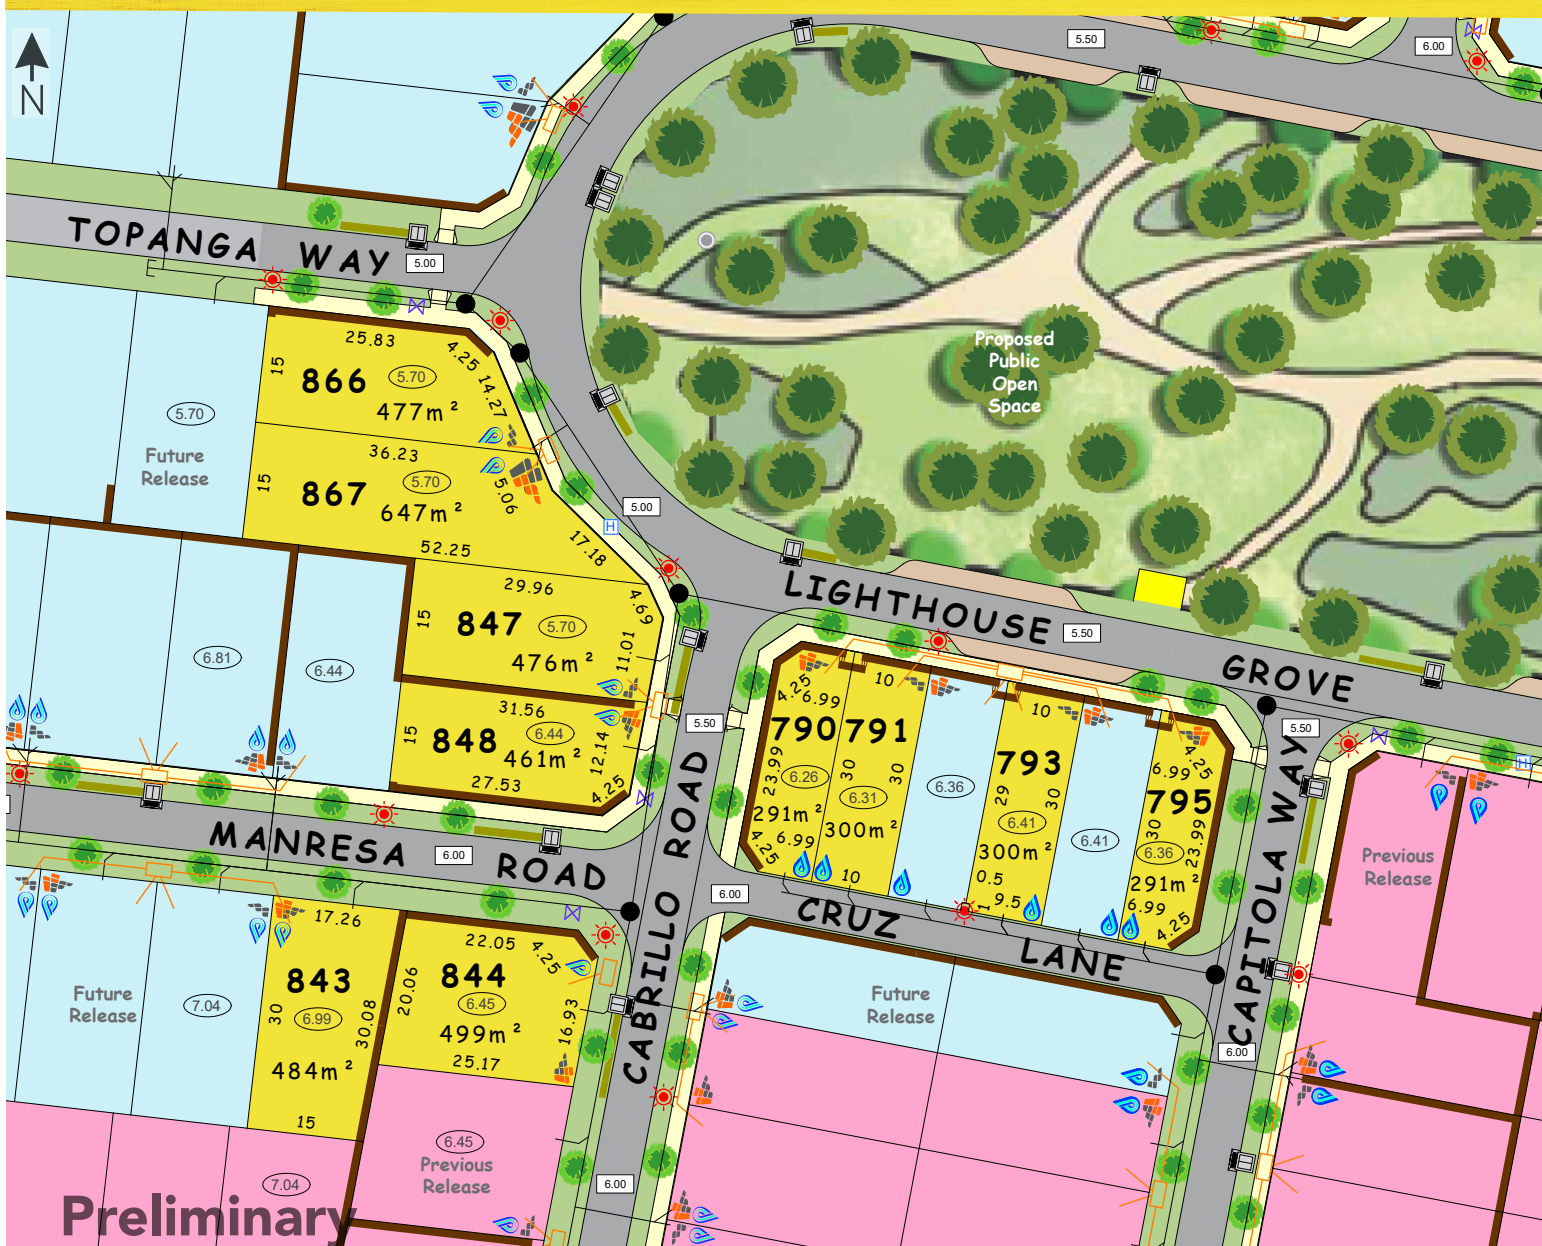 N
5.50
6.00
TOPANGA WAY
5.00
25.83
4.25
15
866
5.70
477m²
14.27
Proposed
Public
Open
Space
5.70
Future
Release
36.23
15
867
5.70
647m²
5.06
17.18
52.25
5.00
29.96
4.69
15
847
5.70
476m²
11.01
LIGHTHOUSE GROVE
5.50
6.81
6.44
31.56
15
848
6.44
461m²
12.14
27.53
4.25
5.50
5.50
4.25
6.99
790
23.99
6.26
291m²
6.99
4.25
10
791
30
30
6.31
300m²
10
6.36
10
793
29
30
6.41
300m²
0.5
1
9.5
6.41
4.25
6.99
795
30
23.99
6.36
291m²
6.99
4.25
MANRESA ROAD
6.00
CABRILLO ROAD
6.00
CRUZ LANE
CAPITOLA WAY
Previous
Release
17.26
843
30
6.99
30.08
484m²
15
22.05
4.25
20.06
844
6.45
499m²
16.93
25.17
Future
Release
7.04
Future
Release
6.00
6.45
Previous
Release
6.00
7.04
Preliminary
H
H